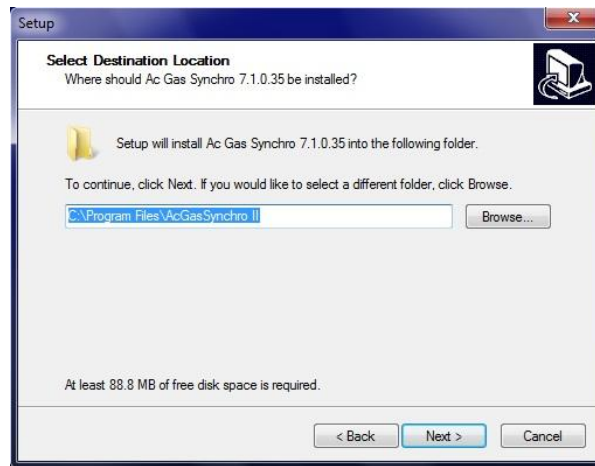 Setup
Select Destination Location
Where should Ac Gas Synchro 7.1.0.35 be installed?
Setup will install Ac Gas Synchro 7.1.0.35 into the following folder.
To continue, click Next. If you would like to select a different folder, click Browse.
C:\Program Files\AcGasSynchro II
Browse...
At least 88.8 MB of free disk space is required.
< Back
Next >
Cancel